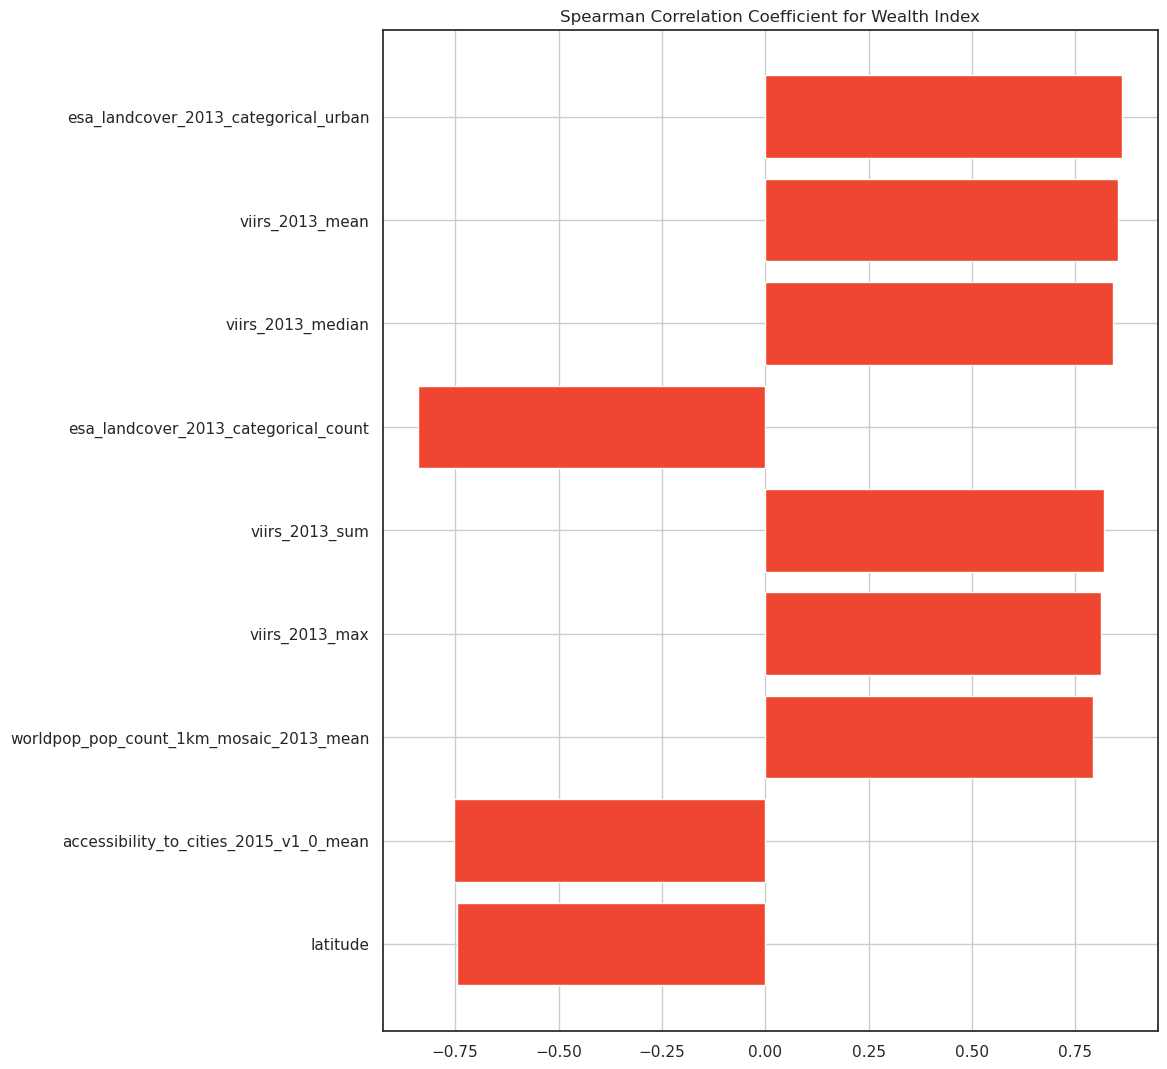 Spearman Correlation Coefficient for Wealth Index
esa_landcover_2013_categorical_urban
viirs_2013_mean
viirs_2013_median
esa_landcover_2013_categorical_count
viirs_2013_sum
viirs_2013_max
worldpop_pop_count_1km_mosaic_2013_mean
accessibility_to_cities_2015_v1_0_mean
latitude
−0.75 −0.50 −0.25 0.00 0.25 0.50 0.75